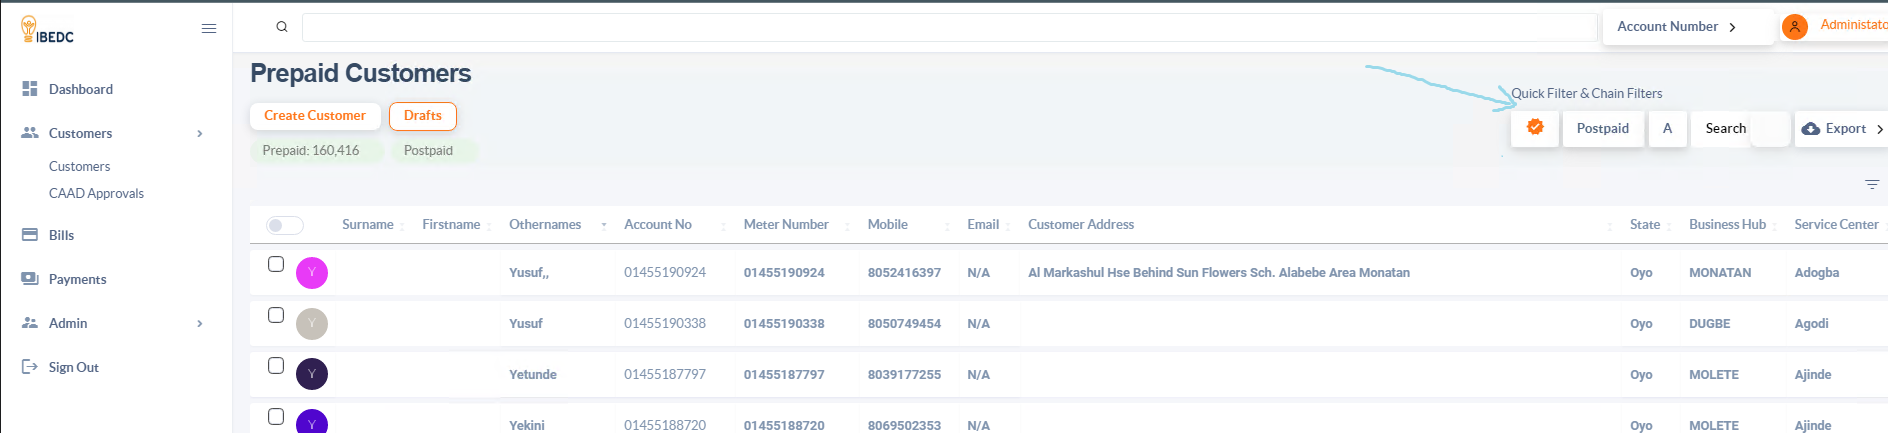 IBEDC
Account Number
Administato
Prepaid Customers
Quick Filter & Chain Filters
Create Customer Drafts
Postpaid A Search Export
Prepaid: 160,416 Postpaid
Dashboard
Customers
Customers
CAAD Approvals
Bills
Payments
Admin
Sign Out
Surname Firstname Othernames Account No Meter Number Mobile Email Customer Address State Business Hub Service Center
Y Yusuf,, 01455190924 01455190924 8052416397 N/A Al Markashul Hse Behind Sun Flowers Sch. Alabebe Area Monatan Oyo MONATAN Adogba
Y Yusuf 01455190338 01455190338 8050749454 N/A Oyo DUGBE Agodi
Y Yetunde 01455187797 01455187797 8039177255 N/A Oyo MOLETE Ajinde
Y Yekini 01455188720 01455188720 8069502353 N/A Oyo MOLETE Ajinde